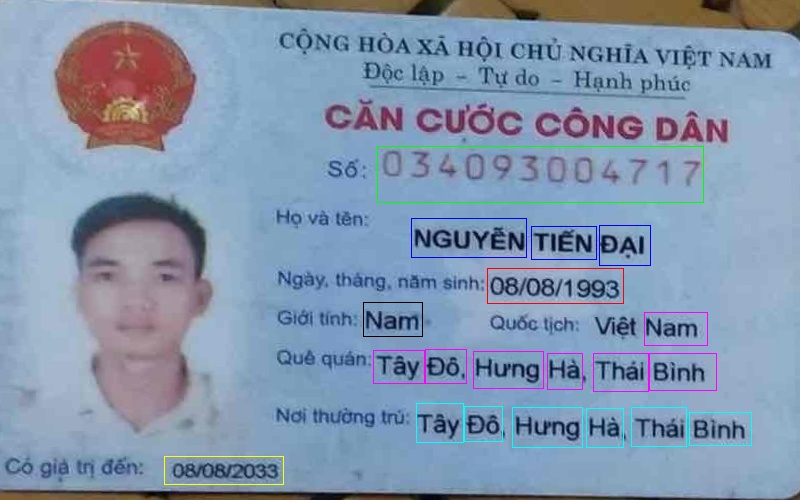 CỘNG HÒA XÃ HỘI CHỦ NGHĨA VIỆT NAM
Độc lập – Tự do – Hạnh phúc
CĂN CƯỚC CÔNG DÂN
Số: 034093004717
Họ và tên: NGUYỄN TIẾN ĐẠI
Ngày, tháng, năm sinh: 08/08/1993
Giới tính: Nam Quốc tịch: Việt Nam
Quê quán: Tây Đô, Hưng Hà, Thái Bình
Nơi thường trú: Tây Đô, Hưng Hà, Thái Bình
Có giá trị đến: 08/08/2033